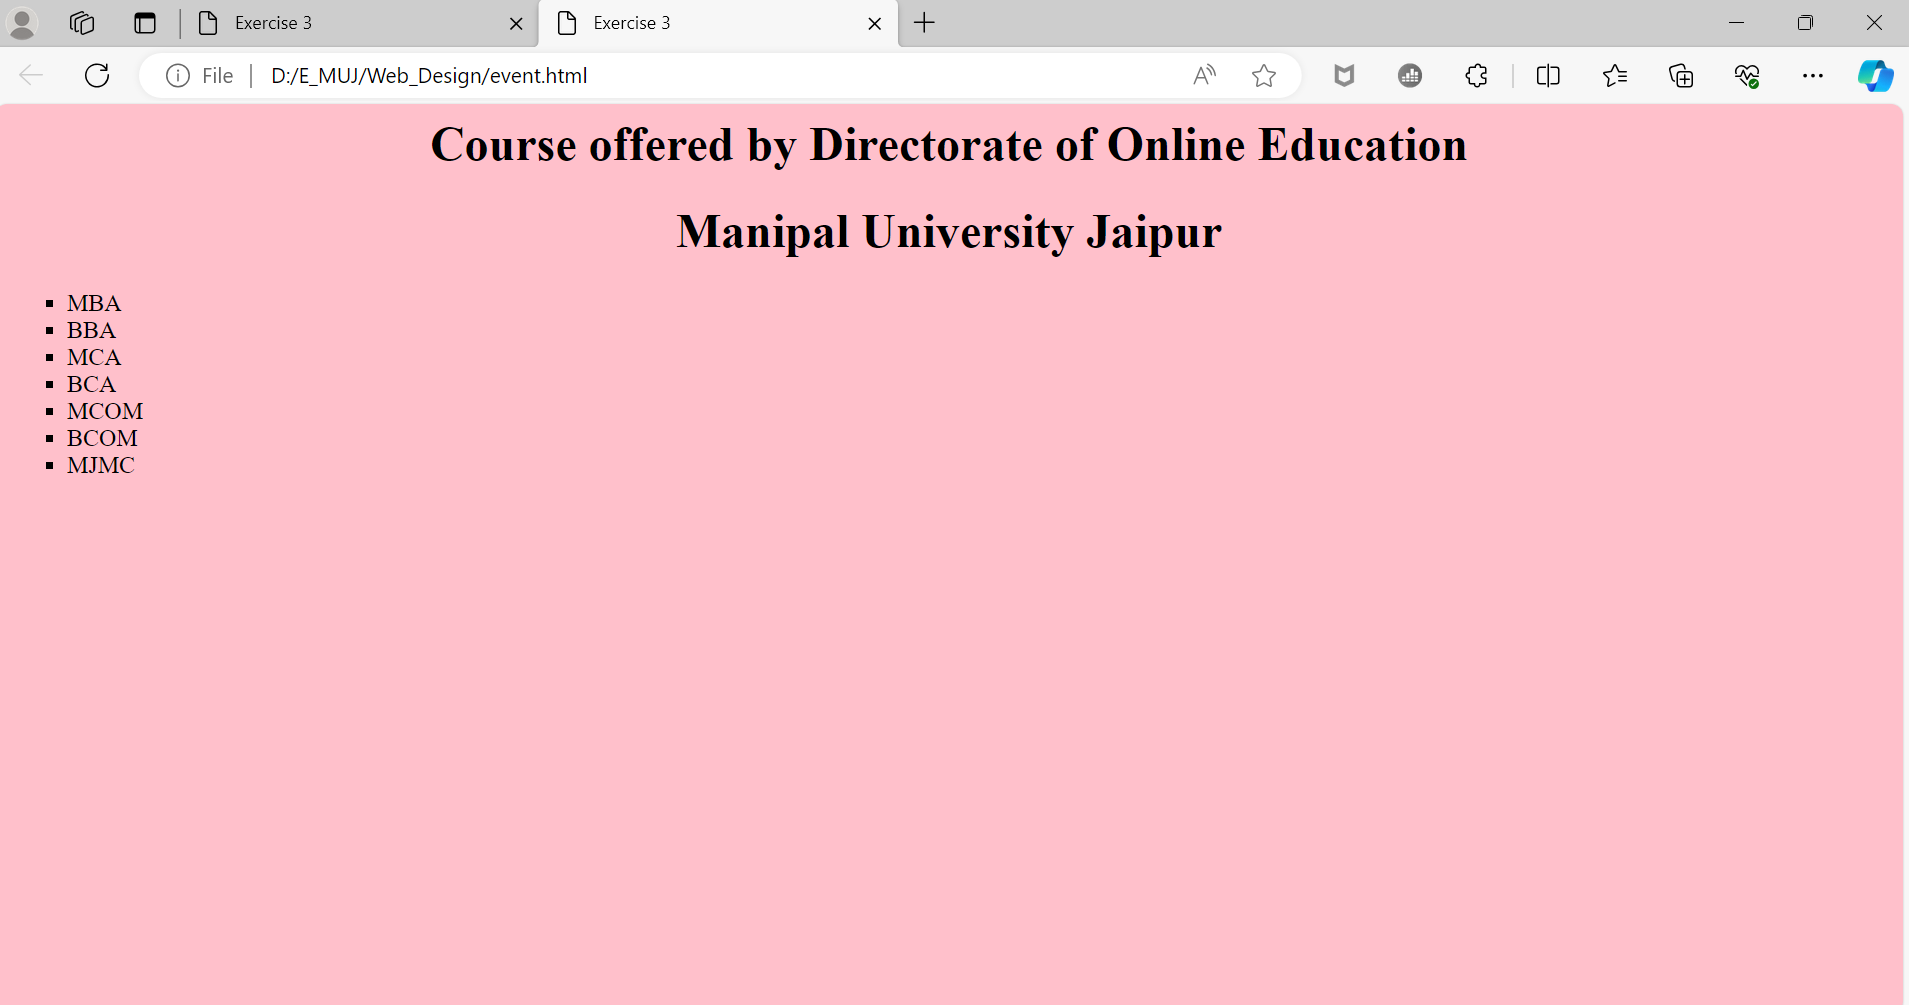 Exercise 3
Exercise 3
File
D:/E_MUJ/Web_Design/event.html
Course offered by Directorate of Online Education
Manipal University Jaipur
MBA
BBA
MCA
BCA
MCOM
BCOM
MJMC